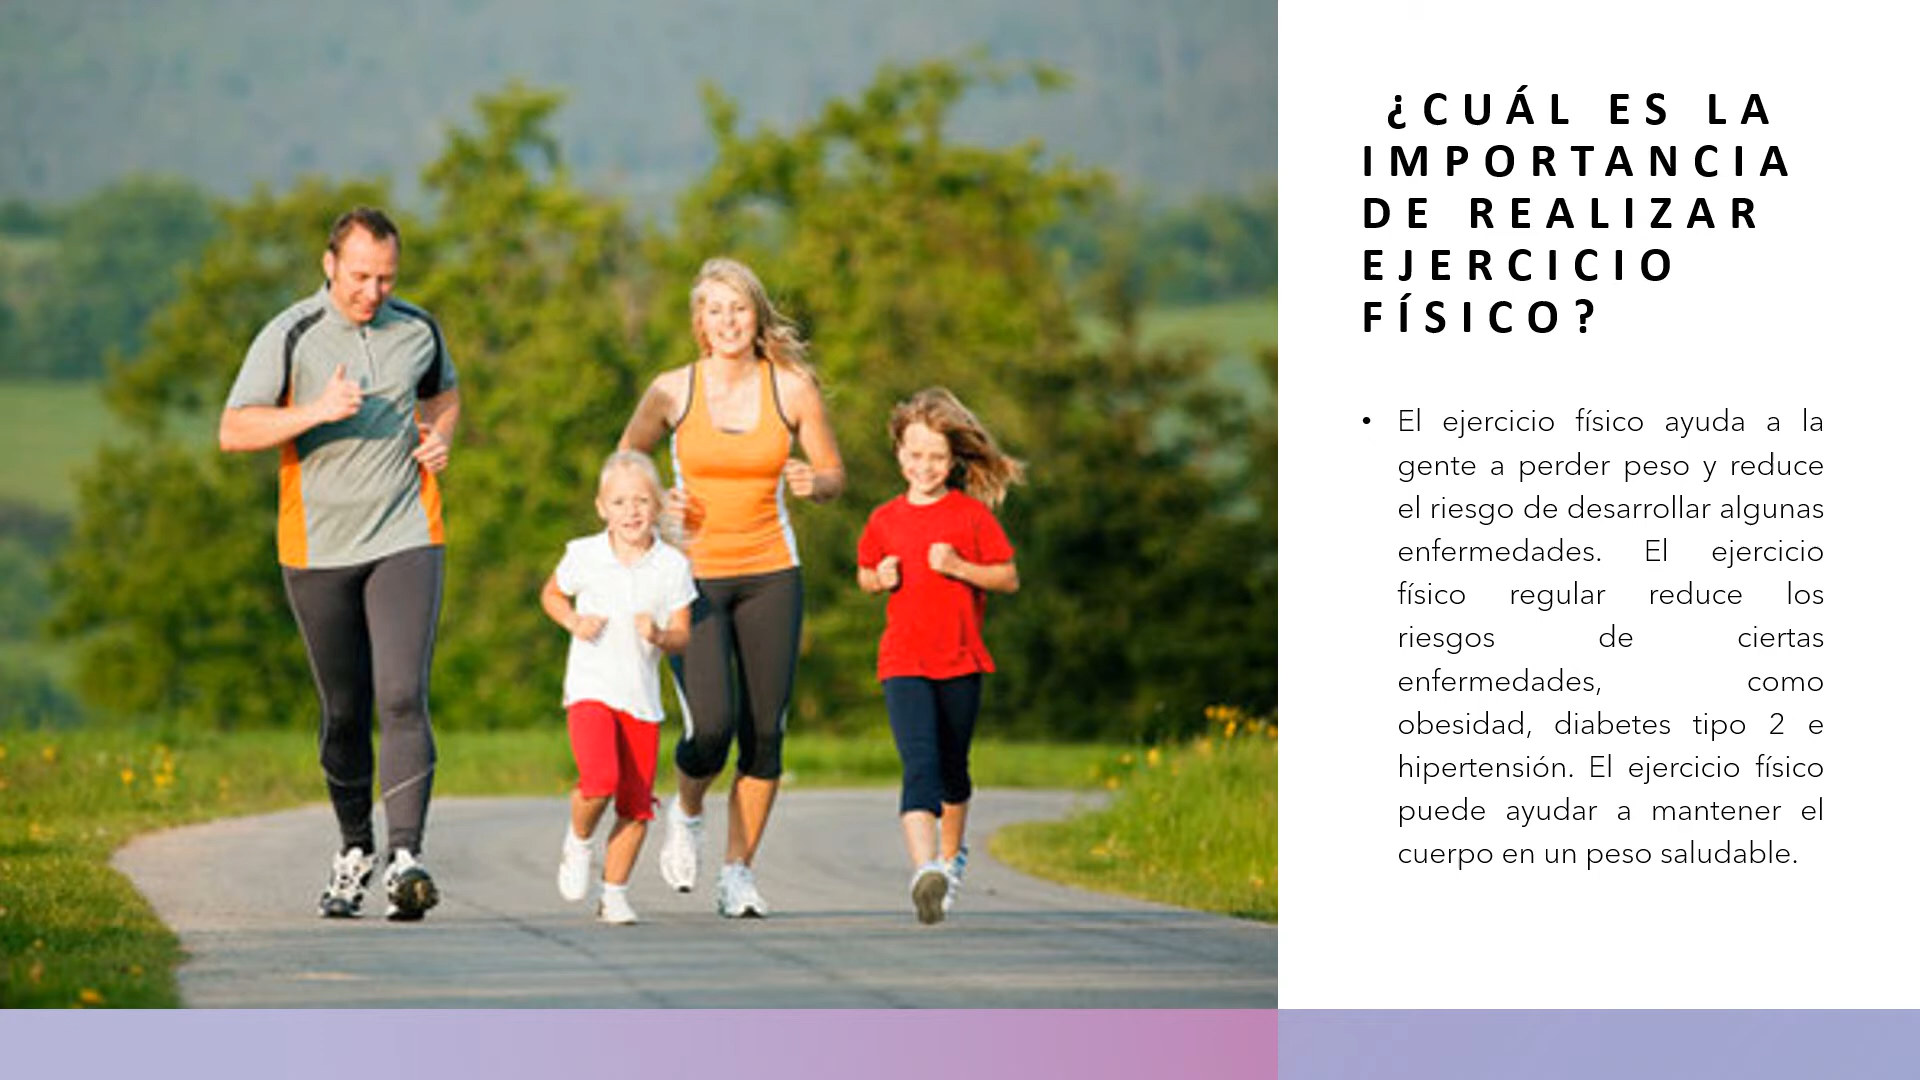 ¿CUÁL ES LA
IMPORTANCIA
DE REALIZAR
EJERCICIO
FÍSICO?
• El ejercicio físico ayuda a la
gente a perder peso y reduce
el riesgo de desarrollar algunas
enfermedades. El ejercicio
físico regular reduce los
riesgos de ciertas
enfermedades, como
obesidad, diabetes tipo 2 e
hipertensión. El ejercicio físico
puede ayudar a mantener el
cuerpo en un peso saludable.